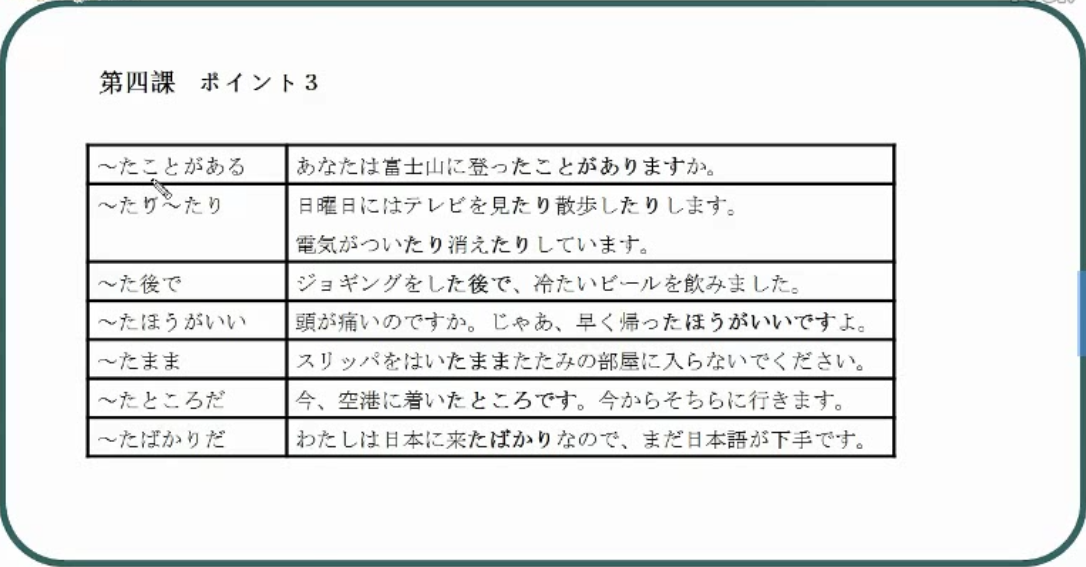 第四課　ポイント３
～たことがある
あなたは富士山に登ったことがありますか。
～たり～たり
日曜日にはテレビを見たり散歩したりします。
電気がついたり消えたりしています。
～た後で
ジョギングをした後で、冷たいビールを飲みました。
～たほうがいい
頭が痛いのですか。じゃあ、早く帰ったほうがいいですよ。
～たまま
スリッパをはいたままたたみの部屋に入らないでください。
～たところだ
今、空港に着いたところです。今からそちらに行きます。
～たばかりだ
わたしは日本に来たばかりなので、まだ日本語が下手です。